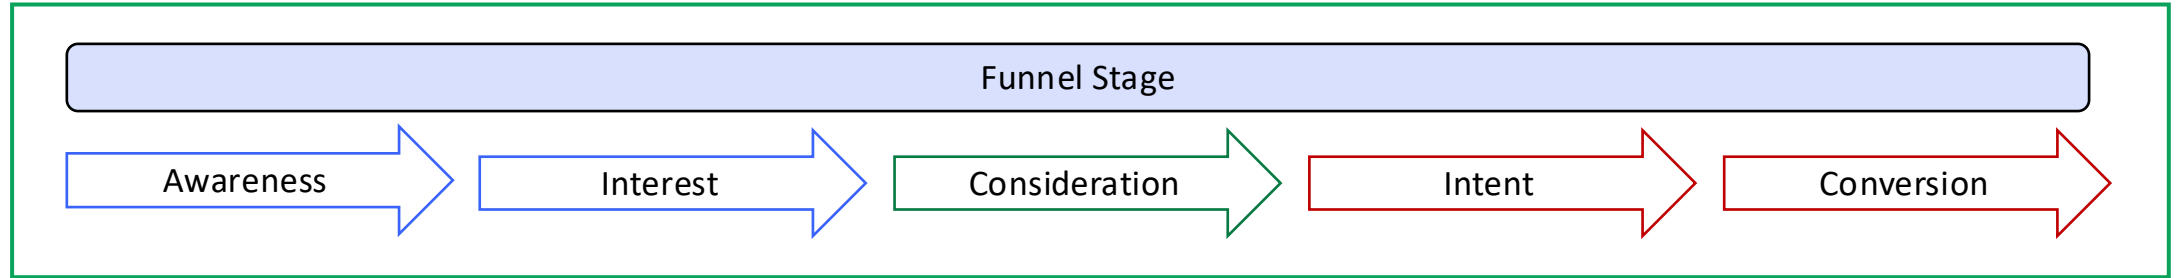 Funnel Stage
Awareness
Interest
Consideration
Intent
Conversion